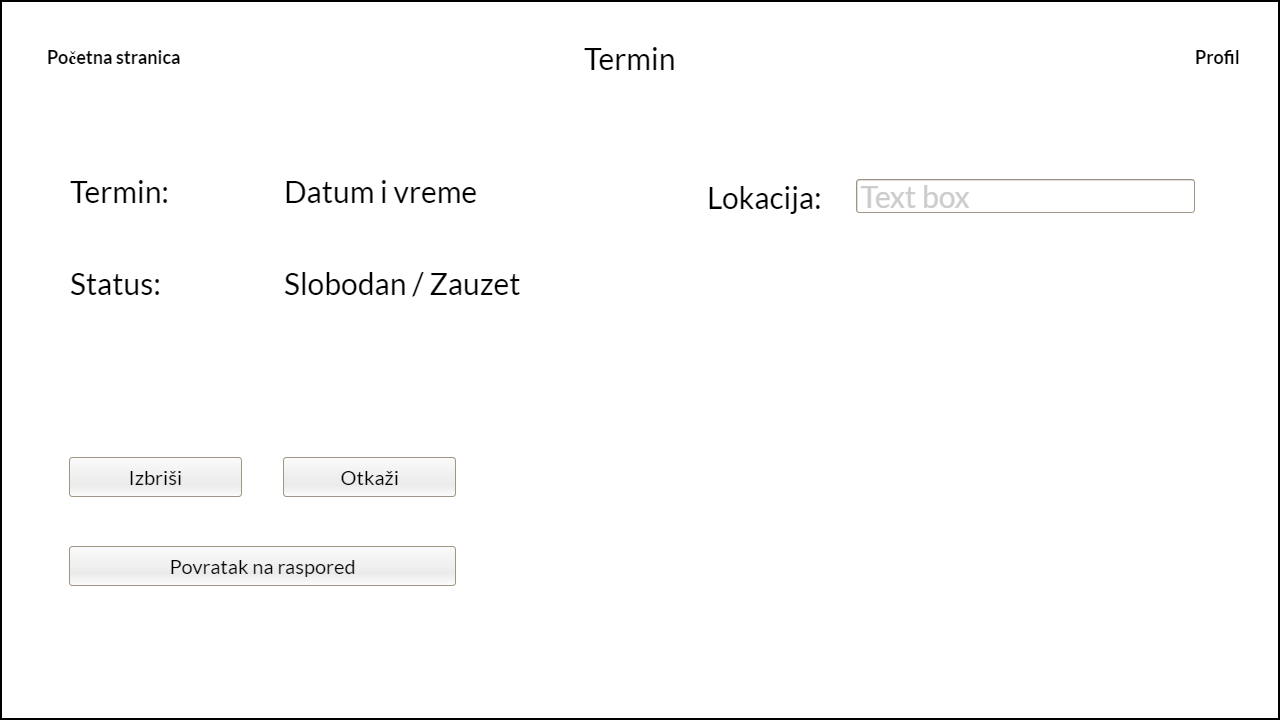 Početna stranica
Termin
Profil
Termin:
Datum i vreme
Lokacija:
Text box
Status:
Slobodan / Zauzet
Izbriši
Otkaži
Povratak na raspored